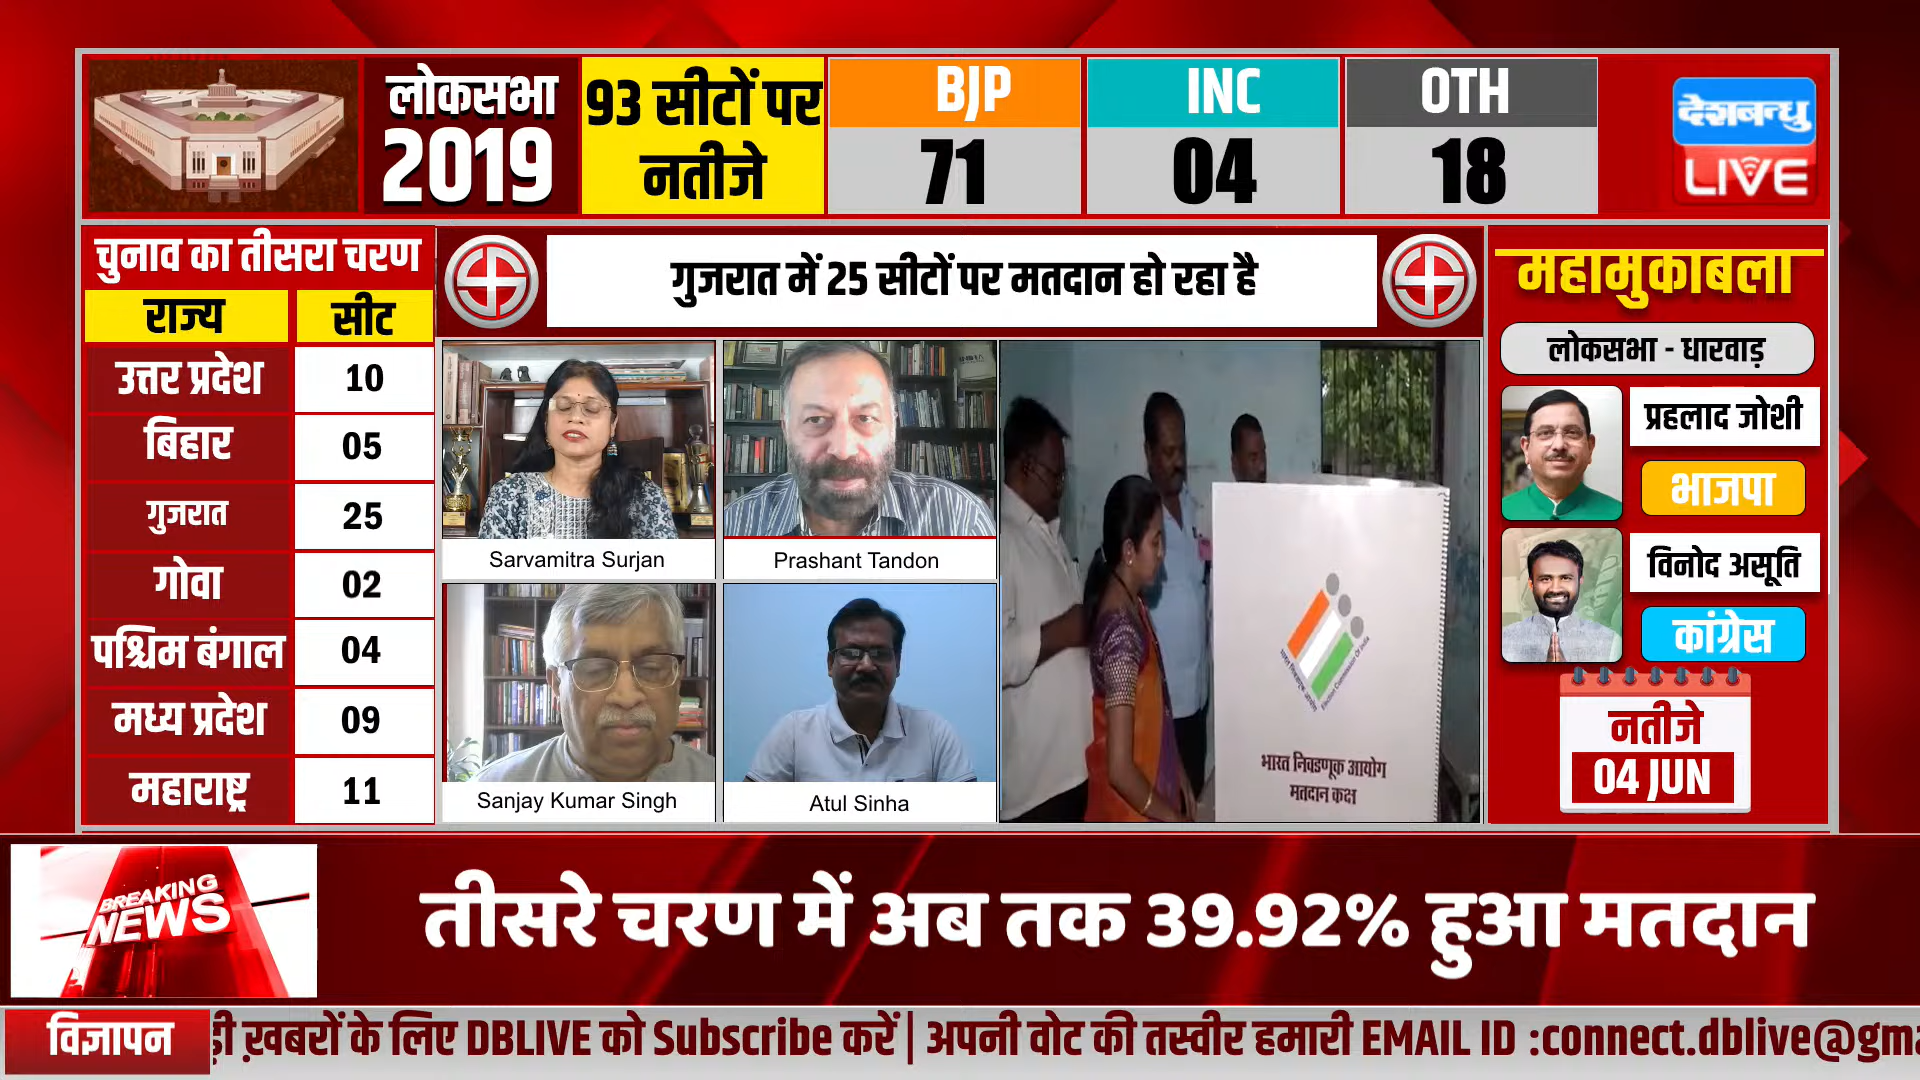 लोकसभा
2019
93 सीटों पर
नतीजे
BJP
71
INC
04
OTH
18
देशबन्धु
LIVE
चुनाव का तीसरा चरण
राज्य सीट
उत्तर प्रदेश 10
बिहार 05
गुजरात 25
गोवा 02
पश्चिम बंगाल 04
मध्य प्रदेश 09
महाराष्ट्र 11
गुजरात में 25 सीटों पर मतदान हो रहा है
Sarvamitra Surjan
Prashant Tandon
Sanjay Kumar Singh
Atul Sinha
भारत निवडणूक आयोग
मतदान कक्ष
महामुकाबला
लोकसभा - धारवाड़
प्रहलाद जोशी
भाजपा
विनोद असूति
कांग्रेस
नतीजे
04 JUN
BREAKING
NEWS
तीसरे चरण में अब तक 39.92% हुआ मतदान
विज्ञापन
ख़बरों के लिए DBLIVE को Subscribe करें | अपनी वोट की तस्वीर हमारी EMAIL ID :connect.dblive@gma